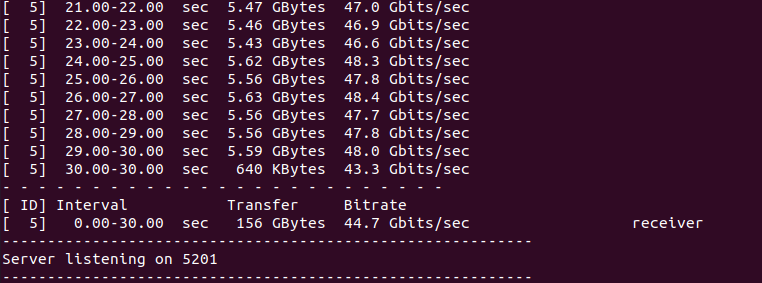 [  5]  21.00-22.00  sec  5.47 GBytes  47.0 Gbits/sec
[  5]  22.00-23.00  sec  5.46 GBytes  46.9 Gbits/sec
[  5]  23.00-24.00  sec  5.43 GBytes  46.6 Gbits/sec
[  5]  24.00-25.00  sec  5.62 GBytes  48.3 Gbits/sec
[  5]  25.00-26.00  sec  5.56 GBytes  47.8 Gbits/sec
[  5]  26.00-27.00  sec  5.63 GBytes  48.4 Gbits/sec
[  5]  27.00-28.00  sec  5.56 GBytes  47.7 Gbits/sec
[  5]  28.00-29.00  sec  5.56 GBytes  47.8 Gbits/sec
[  5]  29.00-30.00  sec  5.59 GBytes  48.0 Gbits/sec
[  5]  30.00-30.00  sec   640 KBytes  43.3 Gbits/sec
- - - - - - - - - - - - - - - - - - - - - - - - -
[ ID] Interval           Transfer     Bitrate
[  5]   0.00-30.00  sec   156 GBytes  44.7 Gbits/sec                  receiver
-----------------------------------------------------------
Server listening on 5201
-----------------------------------------------------------